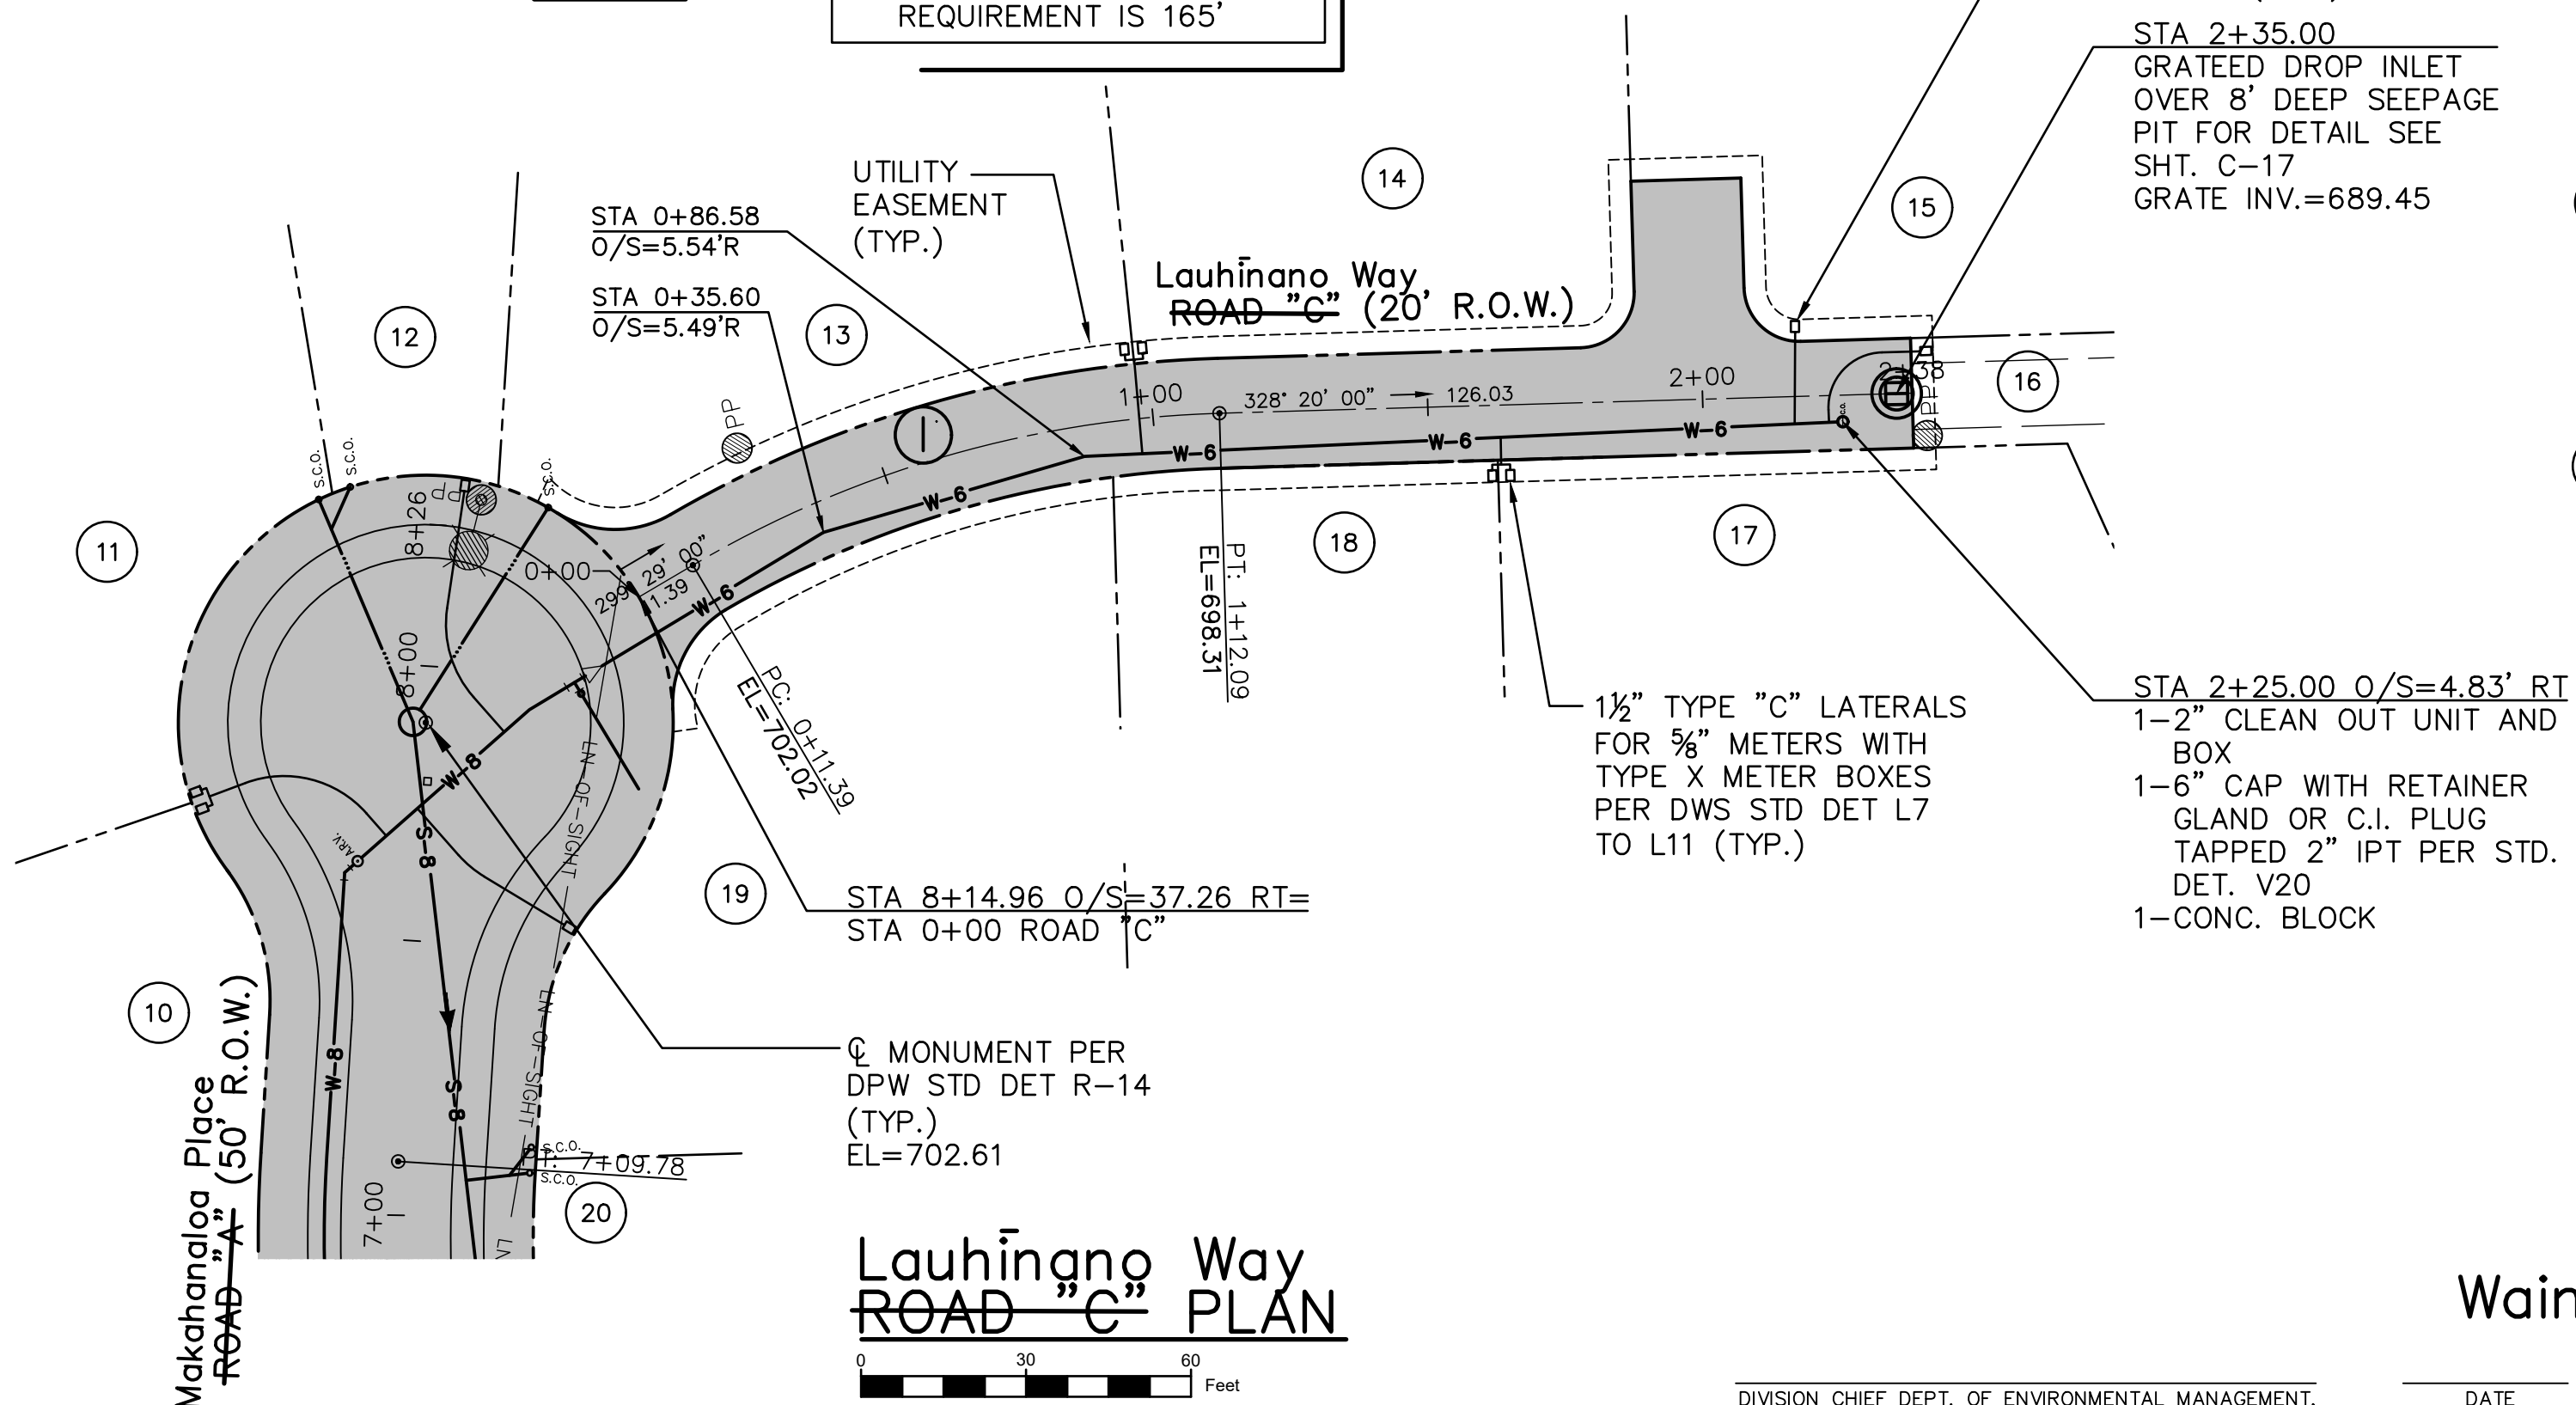 REQUIREMENT IS 165'
STA 2+35.00
GRATEED DROP INLET
OVER 8' DEEP SEEPAGE
PIT FOR DETAIL SEE
SHT. C-17
GRATE INV.=689.45
UTILITY
EASEMENT
(TYP.)
STA 0+86.58
O/S=5.54'R
STA 0+35.60
O/S=5.49'R
14
15
13
12
16
11
18
17
19
10
20
Lauhīnano Way
ROAD "C" (20' R.O.W.)
PP
1+00
328° 20' 00"
126.03
2+00
2+38
PP
c.o.
W-6
W-6
W-6
W-6
W-6
s.c.o.
s.c.o.
s.c.o.
PP
8+26
0+00
299° 29' 00"
11.39
PC: 0+11.39
EL=702.02
PT: 1+12.09
EL=698.31
8+00
W-8
S-8
ARV.
LN-OF-SIGHT
LN-OF-SIGHT
LN
W-8
S-8
s.c.o.
s.c.o.
7+09.78
7+00
1½" TYPE "C" LATERALS
FOR ⅝" METERS WITH
TYPE X METER BOXES
PER DWS STD DET L7
TO L11 (TYP.)
STA 2+25.00 O/S=4.83' RT
1-2" CLEAN OUT UNIT AND
BOX
1-6" CAP WITH RETAINER
GLAND OR C.I. PLUG
TAPPED 2" IPT PER STD.
DET. V20
1-CONC. BLOCK
STA 8+14.96 O/S=37.26 RT=
STA 0+00 ROAD "C"
℄ MONUMENT PER
DPW STD DET R-14
(TYP.)
EL=702.61
Makahanaloa Place
ROAD "A" (50' R.O.W.)
Lauhīnano Way
ROAD "C" PLAN
0 30 60
Feet
Wain
DIVISION CHIEF DEPT. OF ENVIRONMENTAL MANAGEMENT,
DATE